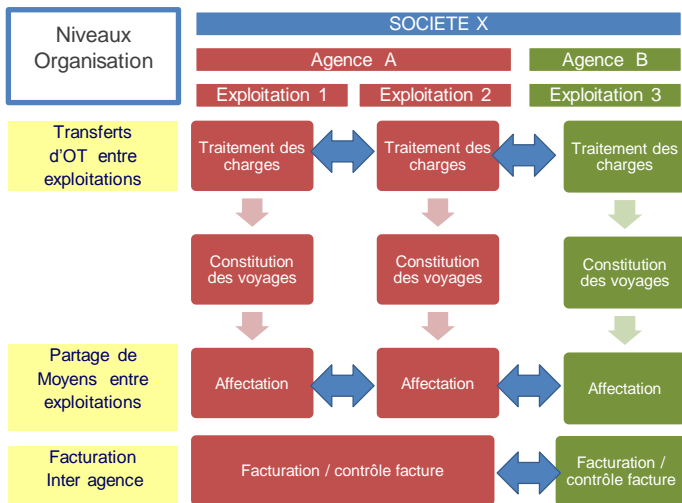 Niveaux
Organisation
SOCIETE X
Agence A
Agence B
Exploitation 1
Exploitation 2
Exploitation 3
Transferts
d'OT entre
exploitations
Traitement des
charges
Traitement des
charges
Traitement des
charges
Constitution
des voyages
Constitution
des voyages
Constitution
des voyages
Partage de
Moyens entre
exploitations
Affectation
Affectation
Affectation
Facturation
Inter agence
Facturation / contrôle facture
Facturation /
contrôle facture